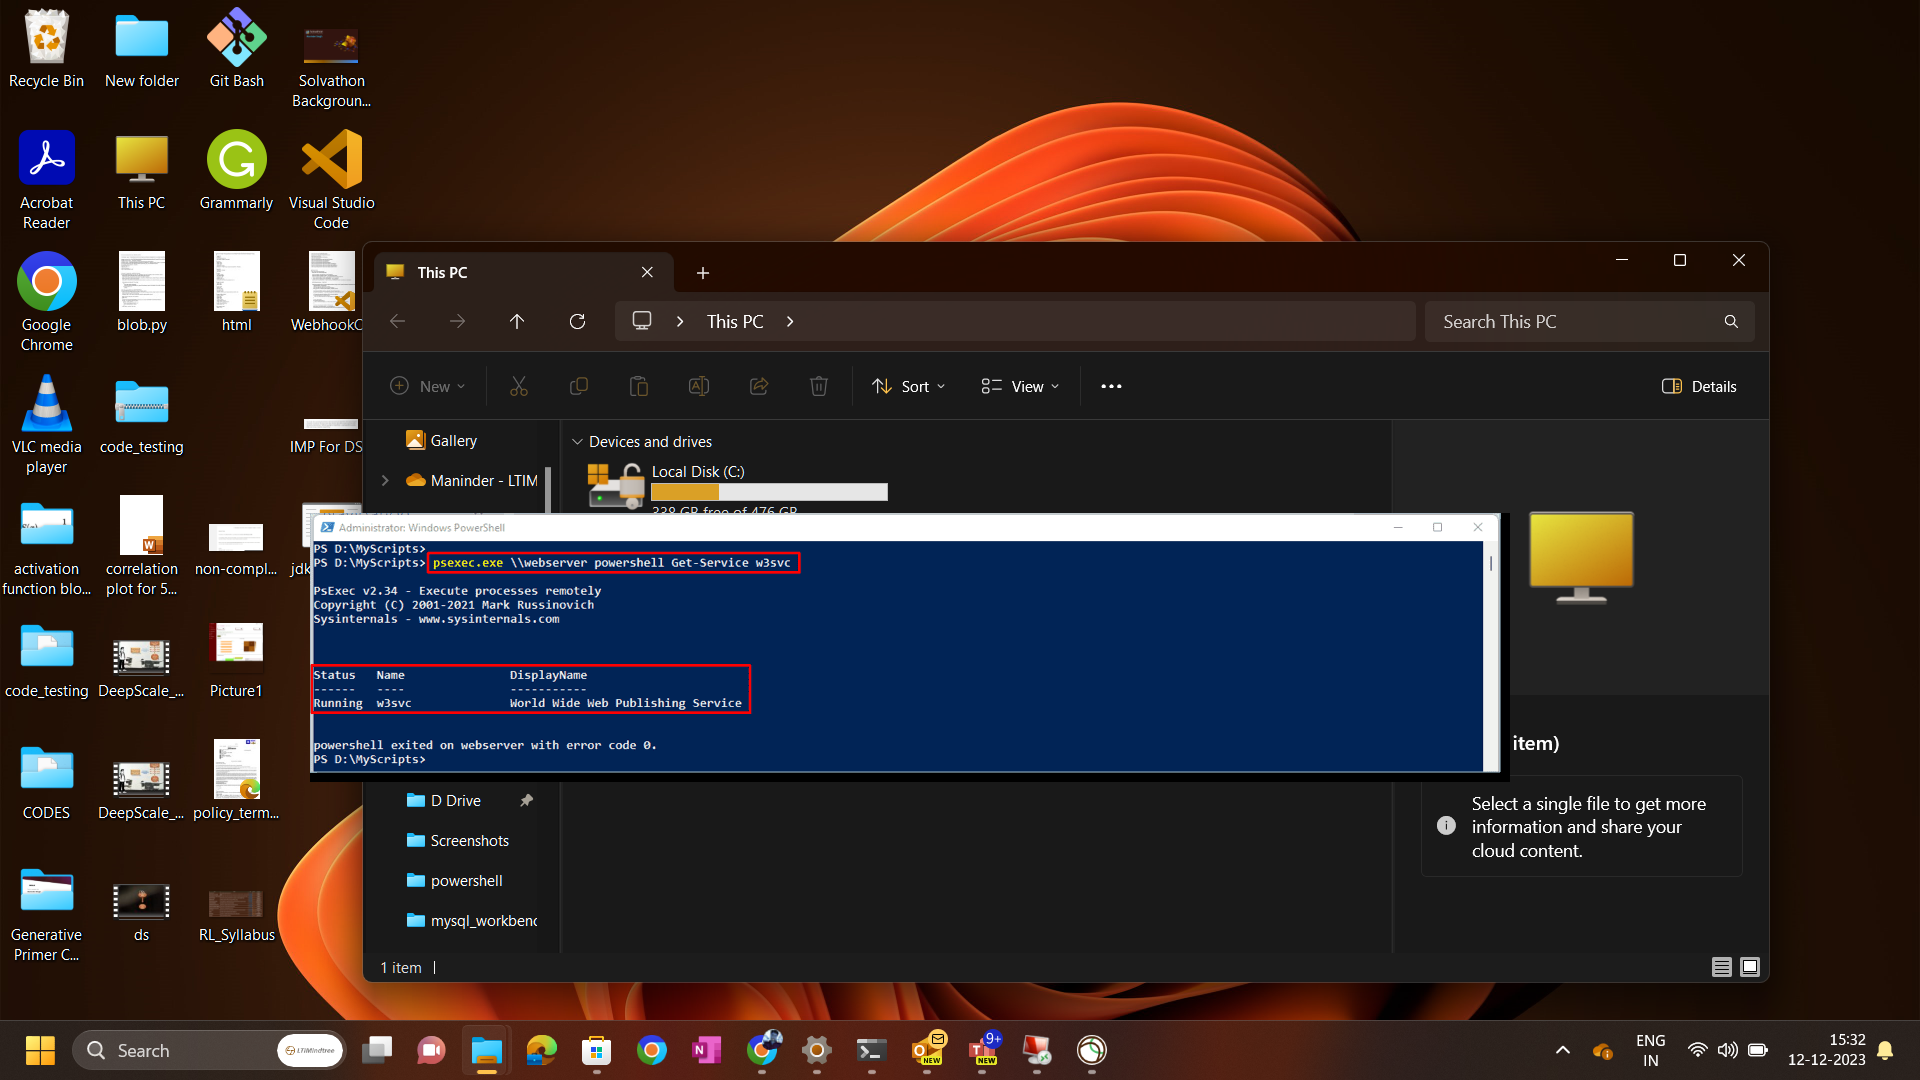 Recycle Bin
New folder
Git Bash
Solvathon
Backgroun...
Acrobat
Reader
This PC
Grammarly
Visual Studio
Code
Google
Chrome
blob.py
html
WebhookC
VLC media
player
code_testing
IMP For DS
activation
function blo...
correlation
plot for 5...
non-compl...
jdk
code_testing
DeepScale_...
Picture1
CODES
DeepScale_...
policy_term...
Generative
Primer C...
ds
RL_Syllabus
This PC
This PC
Search This PC
New
Sort
View
Details
Gallery
Maninder - LTIM
Devices and drives
Local Disk (C:)
338 GB free of 476 GB
Administrator: Windows PowerShell
PS D:\MyScripts>
PS D:\MyScripts> psexec.exe \\webserver powershell Get-Service w3svc
PsExec v2.34 - Execute processes remotely
Copyright (C) 2001-2021 Mark Russinovich
Sysinternals - www.sysinternals.com
Status Name DisplayName
------ ---- -----------
Running w3svc World Wide Web Publishing Service
powershell exited on webserver with error code 0.
PS D:\MyScripts>
item)
Select a single file to get more
information and share your
cloud content.
D Drive
Screenshots
powershell
mysql_workbenc
1 item
Search
LTIMindtree
NEW
9+
NEW
ENG
IN
15:32
12-12-2023